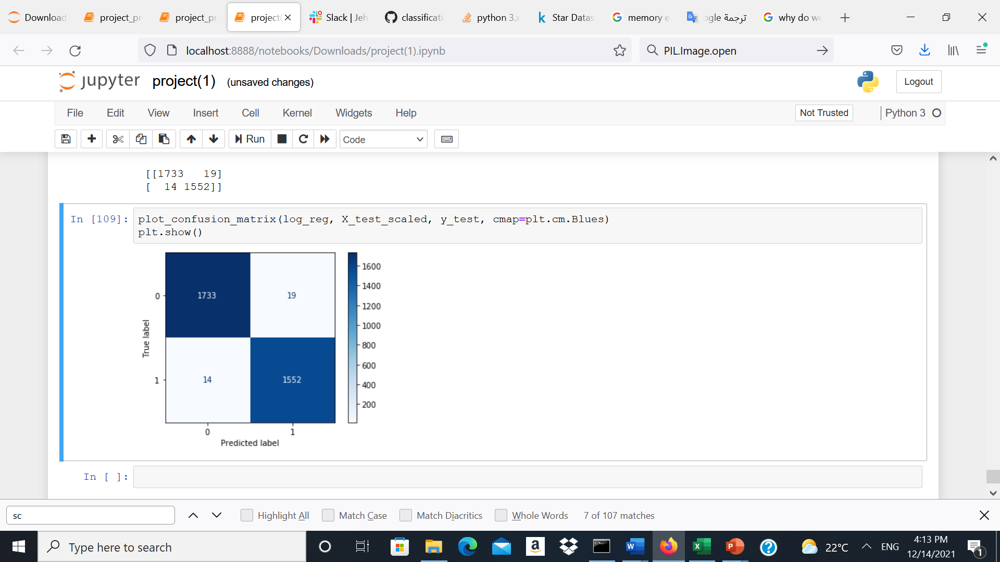 Download
project_pr
project_pr
project(
Slack | Jeh
classificati
python 3.x
Star Datas
memory e
ogle ترجمة
why do we
localhost:8888/notebooks/Downloads/project(1).ipynb
PIL.Image.open
jupyter project(1) (unsaved changes)
Logout
File Edit View Insert Cell Kernel Widgets Help
Not Trusted
Python 3
Run
Code
[[1733   19]
[  14 1552]]
In [109]: plot_confusion_matrix(log_reg, X_test_scaled, y_test, cmap=plt.cm.Blues)
plt.show()
1600
1400
1200
1000
800
600
400
200
0
1733
19
True label
1
14
1552
0
1
Predicted label
In [ ]:
sc
Highlight All
Match Case
Match Diacritics
Whole Words
7 of 107 matches
Type here to search
22°C
ENG
4:13 PM
12/14/2021
1